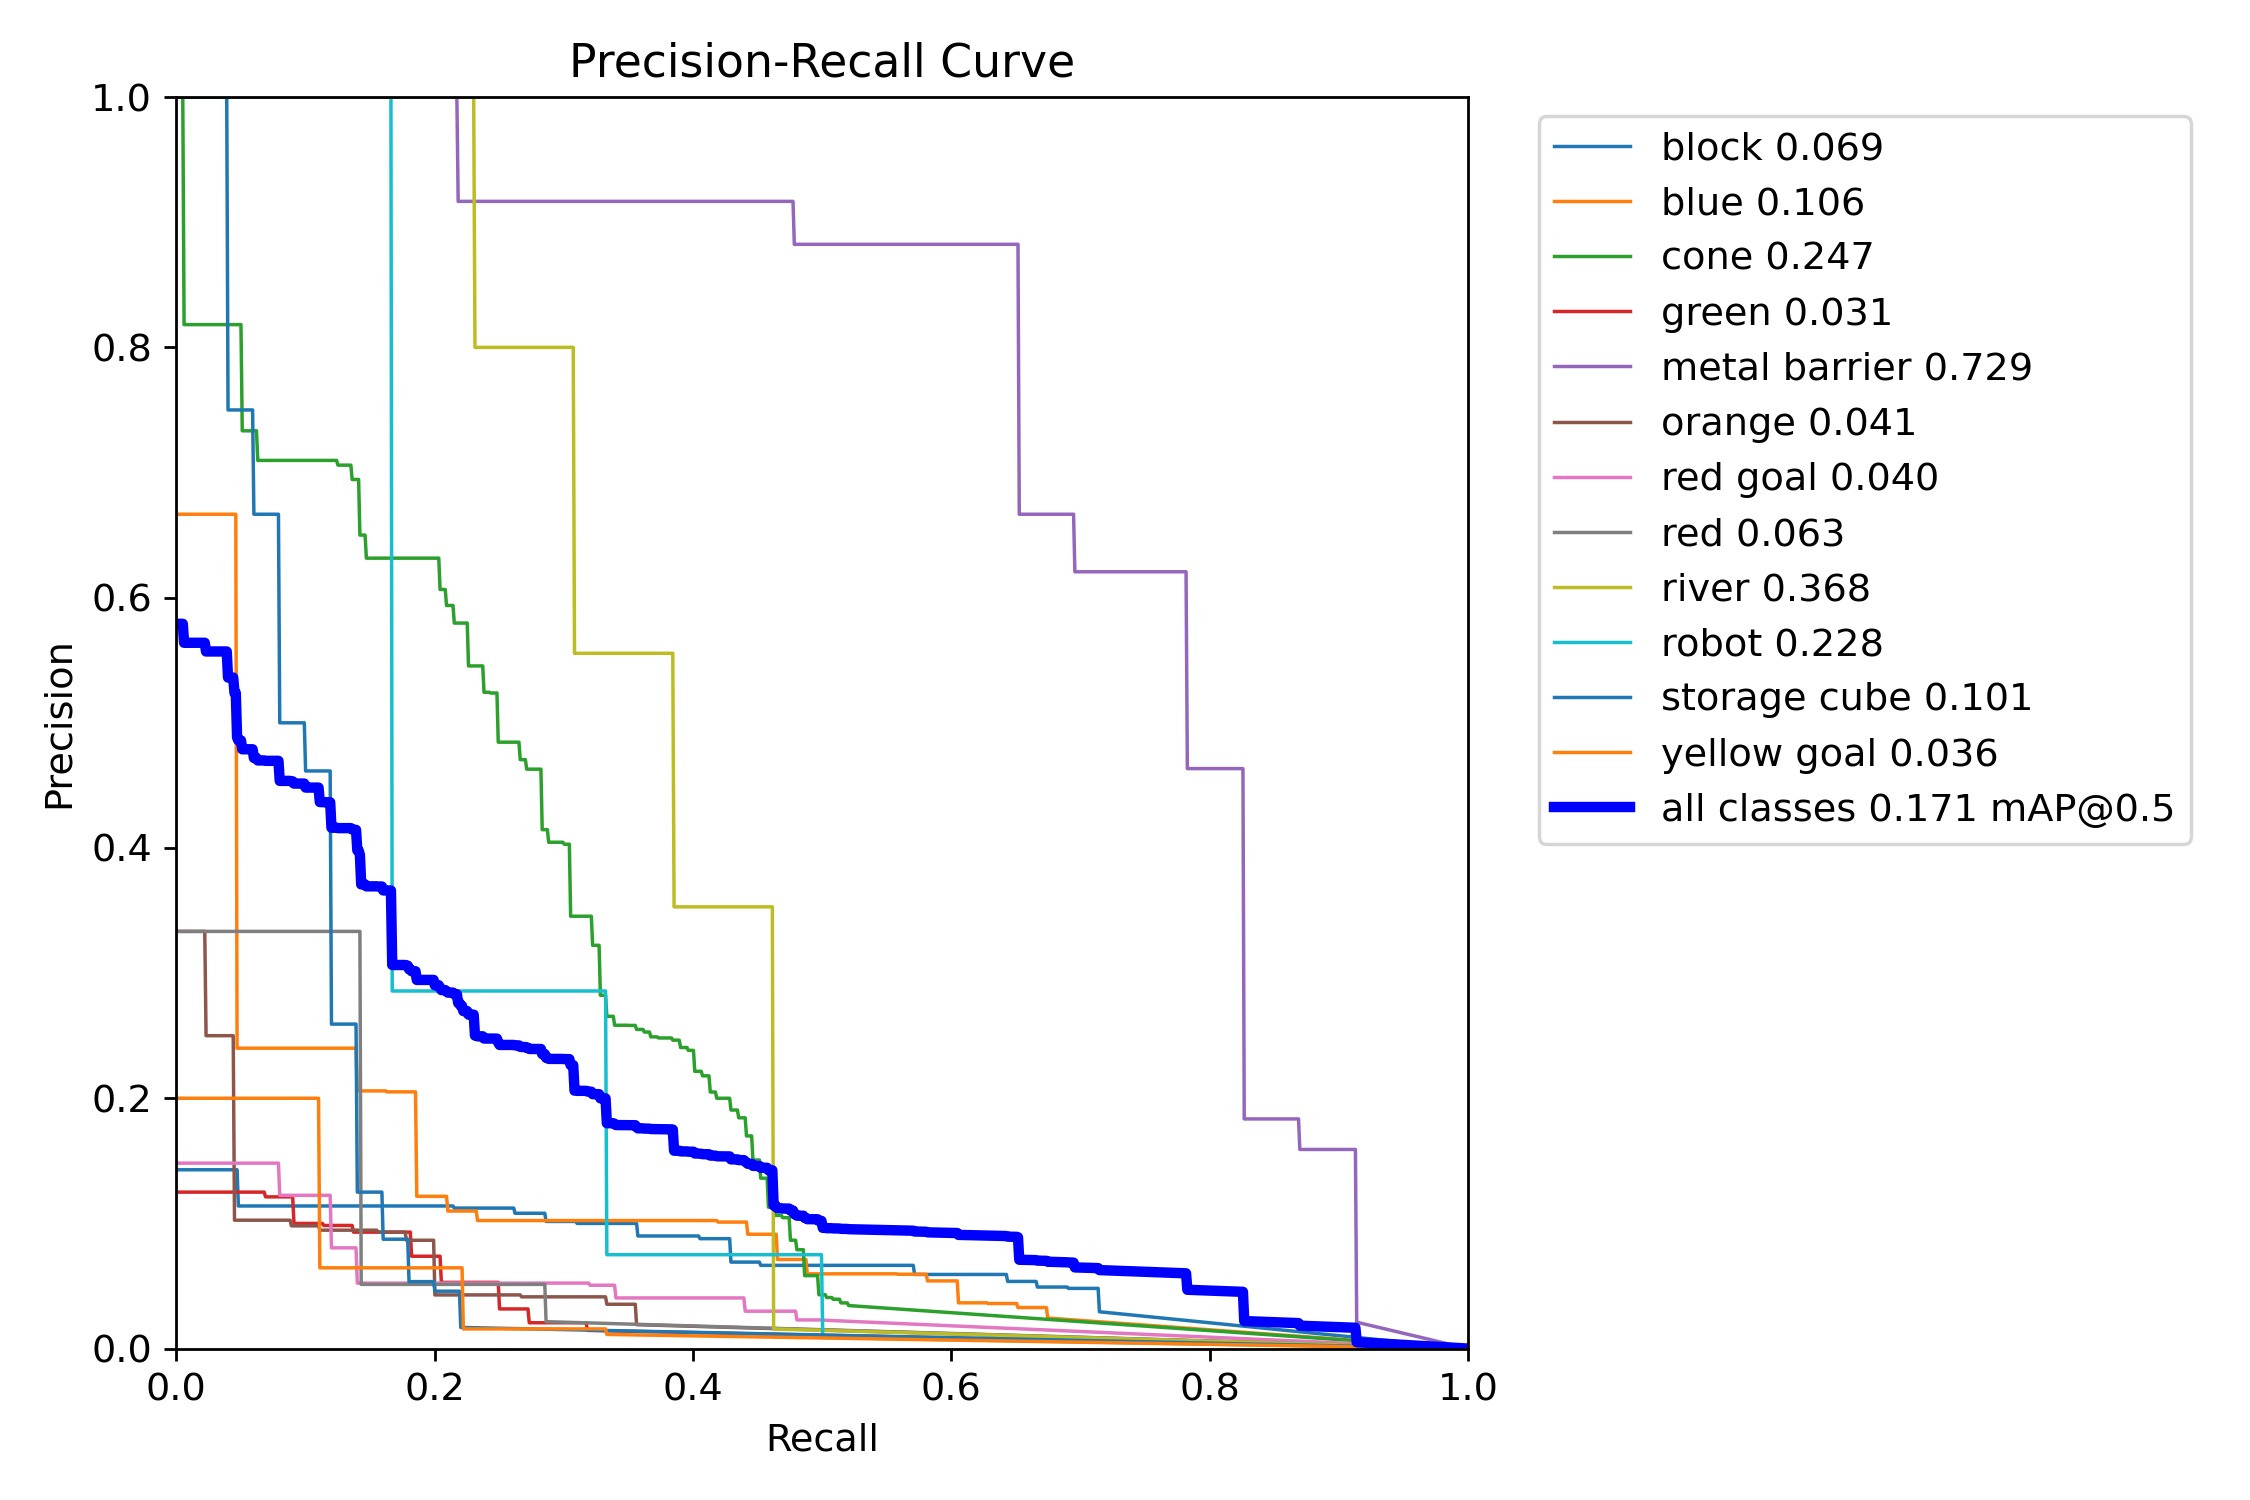 Precision-Recall Curve
1.0
0.8
0.6
0.4
0.2
0.0
Precision
0.0 0.2 0.4 0.6 0.8 1.0
Recall
block 0.069
blue 0.106
cone 0.247
green 0.031
metal barrier 0.729
orange 0.041
red goal 0.040
red 0.063
river 0.368
robot 0.228
storage cube 0.101
yellow goal 0.036
all classes 0.171 mAP@0.5